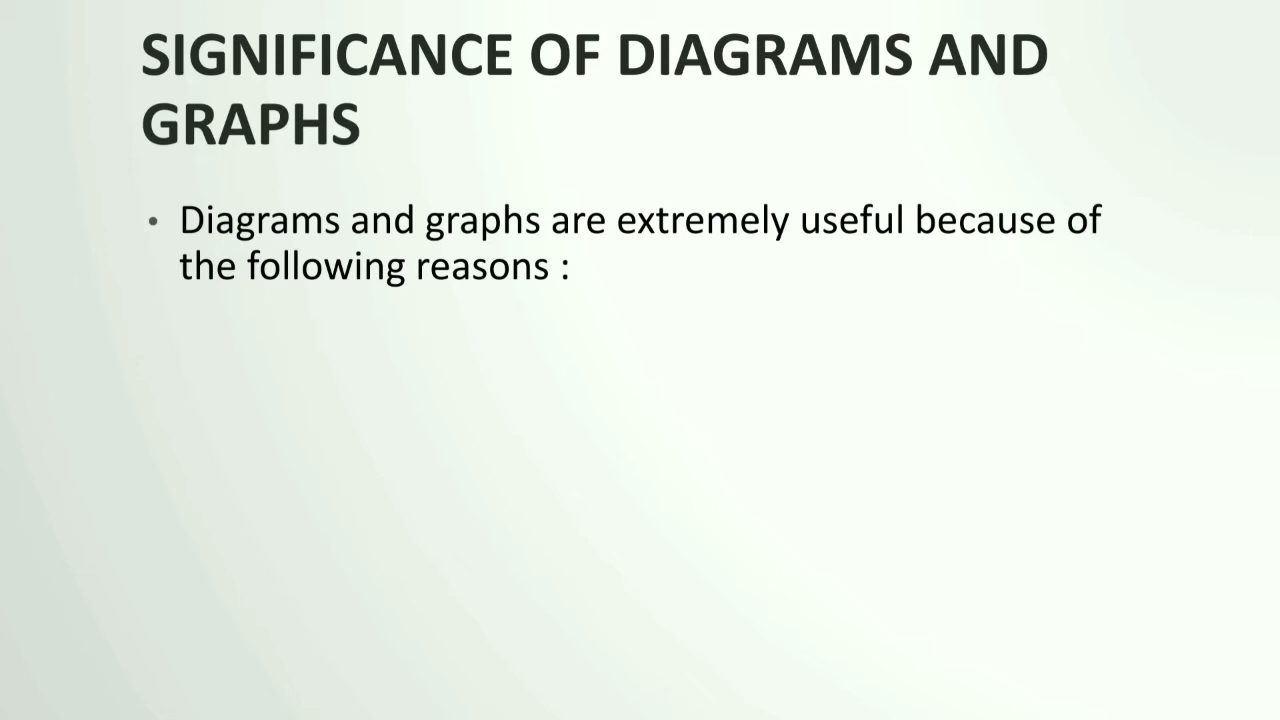 SIGNIFICANCE OF DIAGRAMS AND
GRAPHS
• Diagrams and graphs are extremely useful because of
the following reasons :